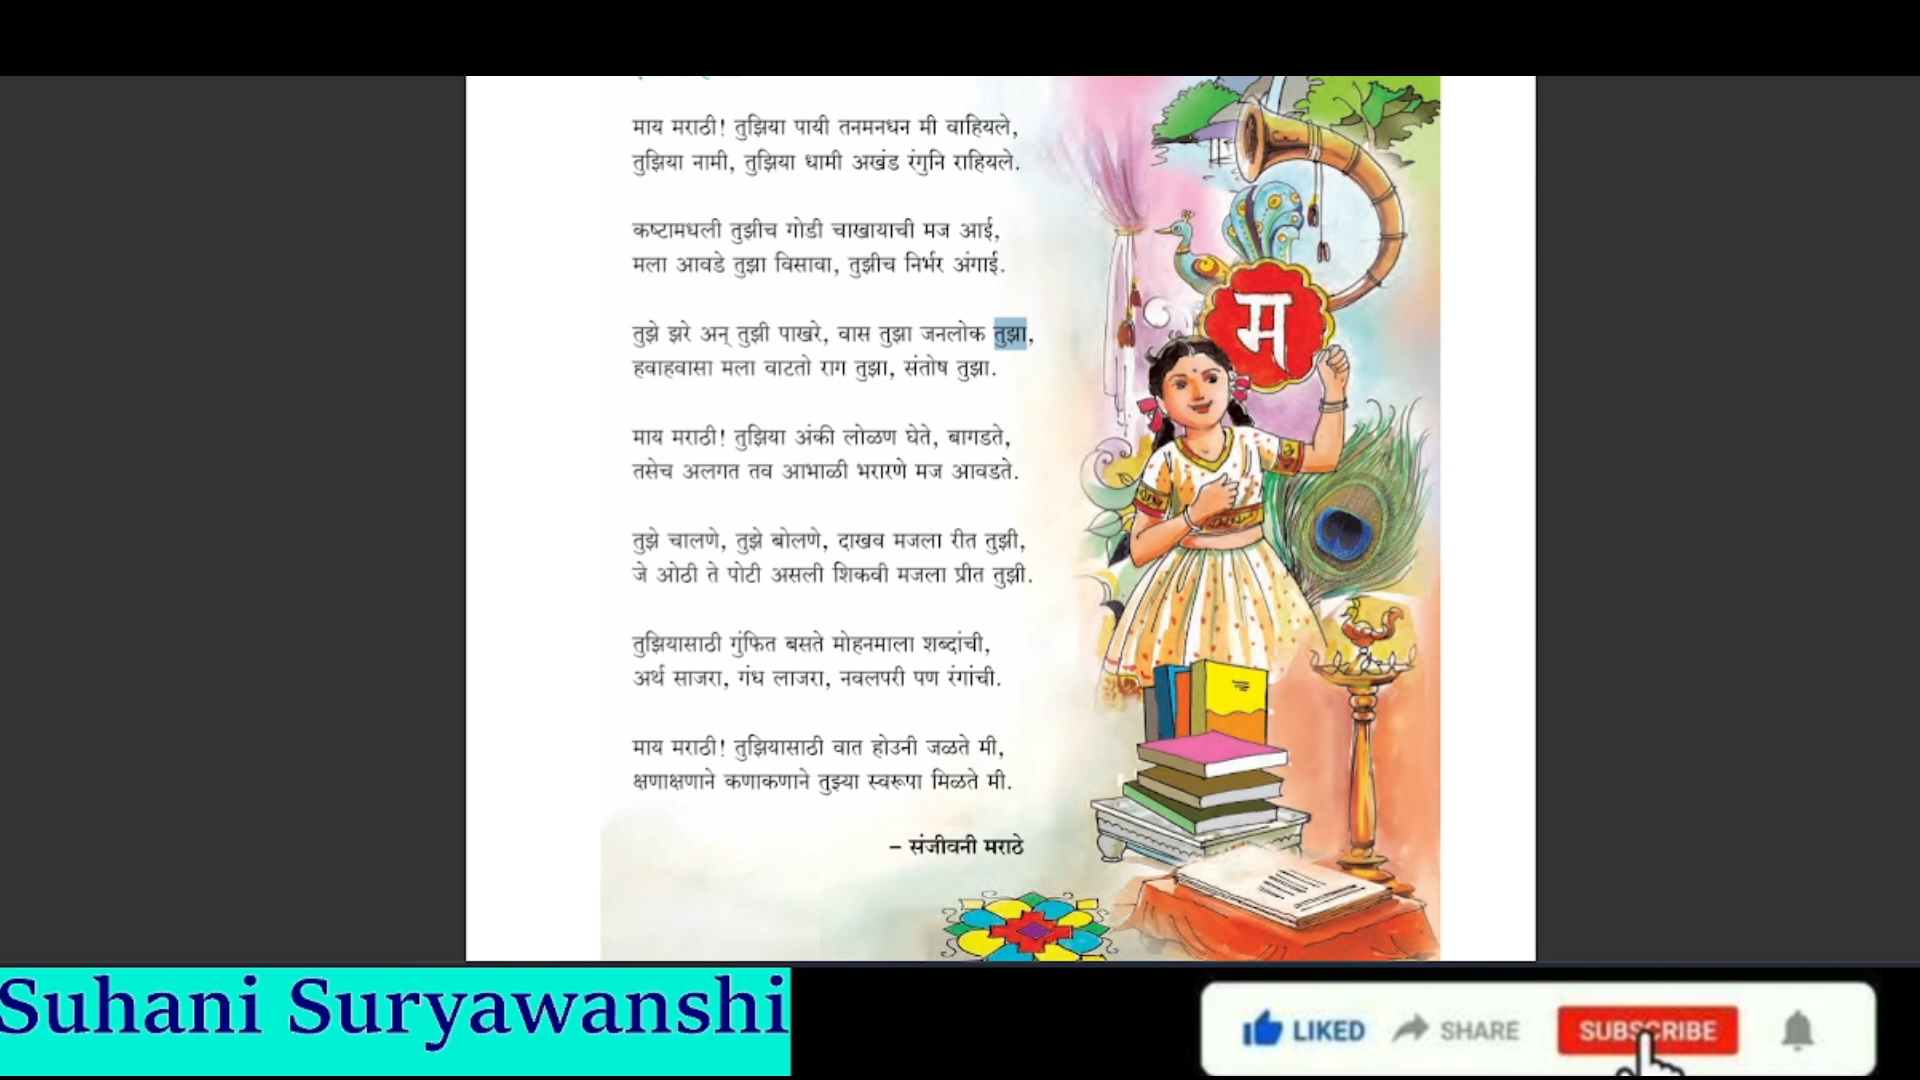 माय मराठी! तुझिया पायी तनमनधन मी वाहियले,
तुझिया नामी, तुझिया धामी अखंड रंगुनि राहियले.
कष्टामधली तुझीच गोडी चाखायाची मज आई,
मला आवडे तुझा विसावा, तुझीच निर्भर अंगाई.
तुझे झरे अन् तुझी पाखरे, वास तुझा जनलोक तुझा,
हवाहवासा मला वाटतो राग तुझा, संतोष तुझा.
माय मराठी! तुझिया अंकी लोळण घेते, बागडते,
तसेच अलगत तव आभाळी भरारणे मज आवडते.
तुझे चालणे, तुझे बोलणे, दाखव मजला रीत तुझी,
जे ओठी ते पोटी असली शिकवी मजला प्रीत तुझी.
तुझियासाठी गुंफित बसते मोहनमाला शब्दांची,
अर्थ साजरा, गंध लाजरा, नवलपरी पण रंगांची.
माय मराठी! तुझियासाठी वात होउनी जळते मी,
क्षणाक्षणाने कणाकणाने तुझ्या स्वरूपा मिळते मी.
– संजीवनी मराठे
म
Suhani Suryawanshi
LIKED SHARE SUBSCRIBE